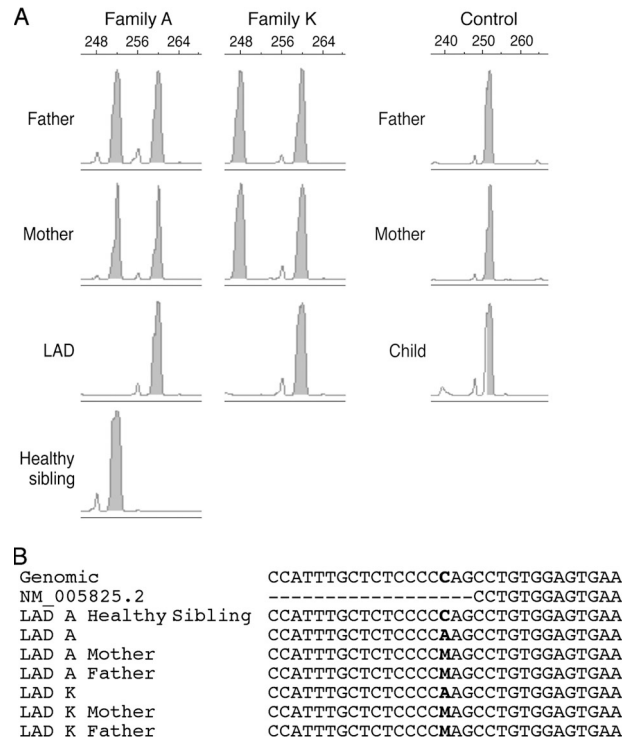 A
Family A Family K Control
248 256 264 248 256 264 240 250 260
Father Father
Mother Mother
LAD Child
Healthy
sibling
B
Genomic CCATTTGCTCTCCCCCAGCCTGTGGAGTGAA
NM_005825.2 ------------------CCTGTGGAGTGAA
LAD A Healthy Sibling CCATTTGCTCTCCCCCAGCCTGTGGAGTGAA
LAD A CCATTTGCTCTCCCCAAGCCTGTGGAGTGAA
LAD A Mother CCATTTGCTCTCCCCMAGCCTGTGGAGTGAA
LAD A Father CCATTTGCTCTCCCCMAGCCTGTGGAGTGAA
LAD K CCATTTGCTCTCCCCAAGCCTGTGGAGTGAA
LAD K Mother CCATTTGCTCTCCCCMAGCCTGTGGAGTGAA
LAD K Father CCATTTGCTCTCCCCMAGCCTGTGGAGTGAA